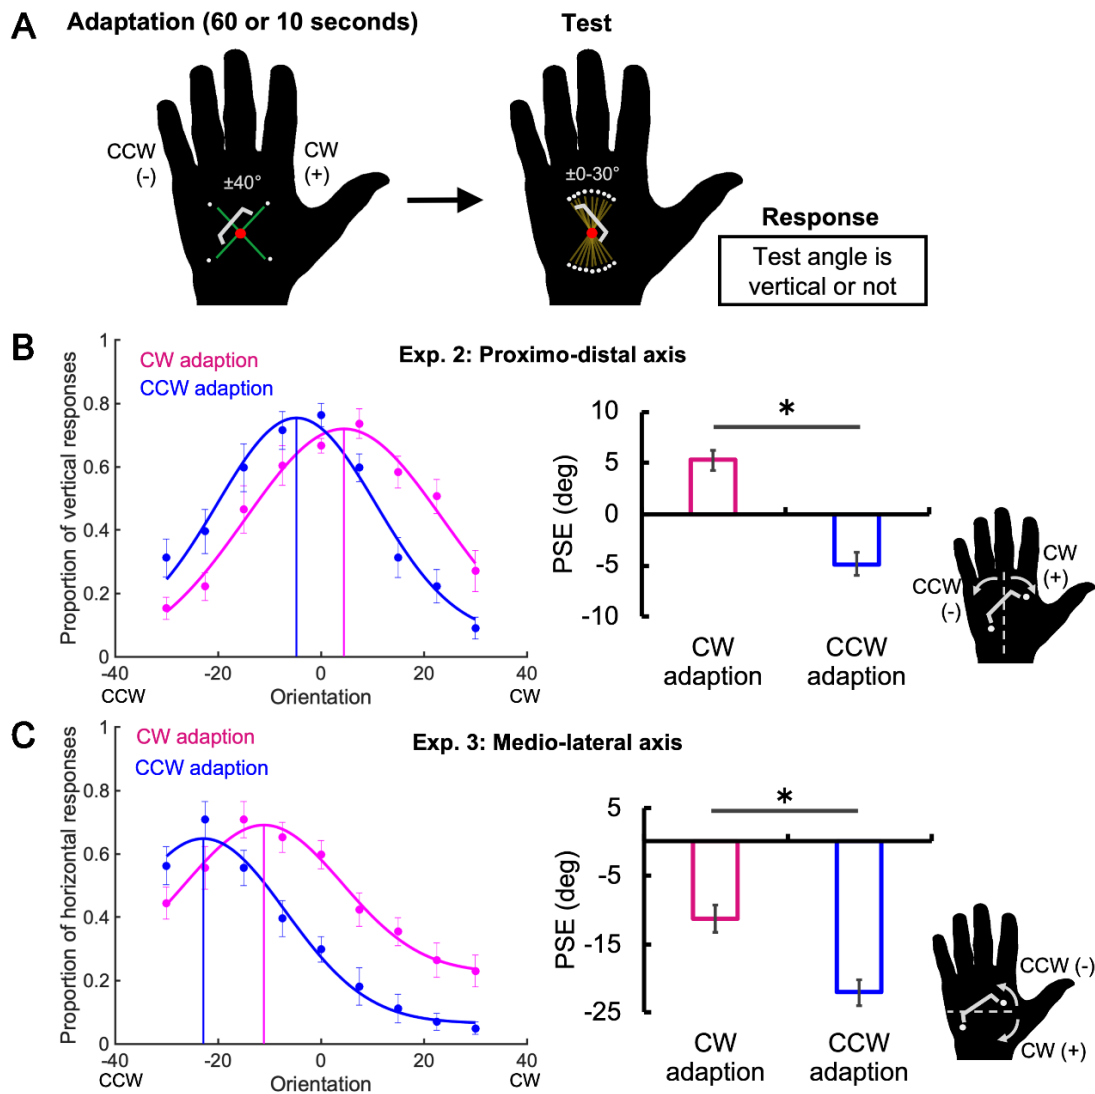 A
Adaptation (60 or 10 seconds)
Test
CCW
(-)
CW
(+)
±40°
±0-30°
Response
Test angle is
vertical or not
B
Exp. 2: Proximo-distal axis
CW adaption
CCW adaption
Proportion of vertical responses
1
0.8
0.6
0.4
0.2
0
-40
-20
0
20
40
CCW
Orientation
CW
PSE (deg)
10
5
0
-5
-10
*
CW
adaption
CCW
adaption
CCW
(-)
CW
(+)
C
Exp. 3: Medio-lateral axis
CW adaption
CCW adaption
Proportion of horizontal responses
1
0.8
0.6
0.4
0.2
0
-40
-20
0
20
40
CCW
Orientation
CW
PSE (deg)
5
-5
-15
-25
*
CW
adaption
CCW
adaption
CCW (-)
CW (+)